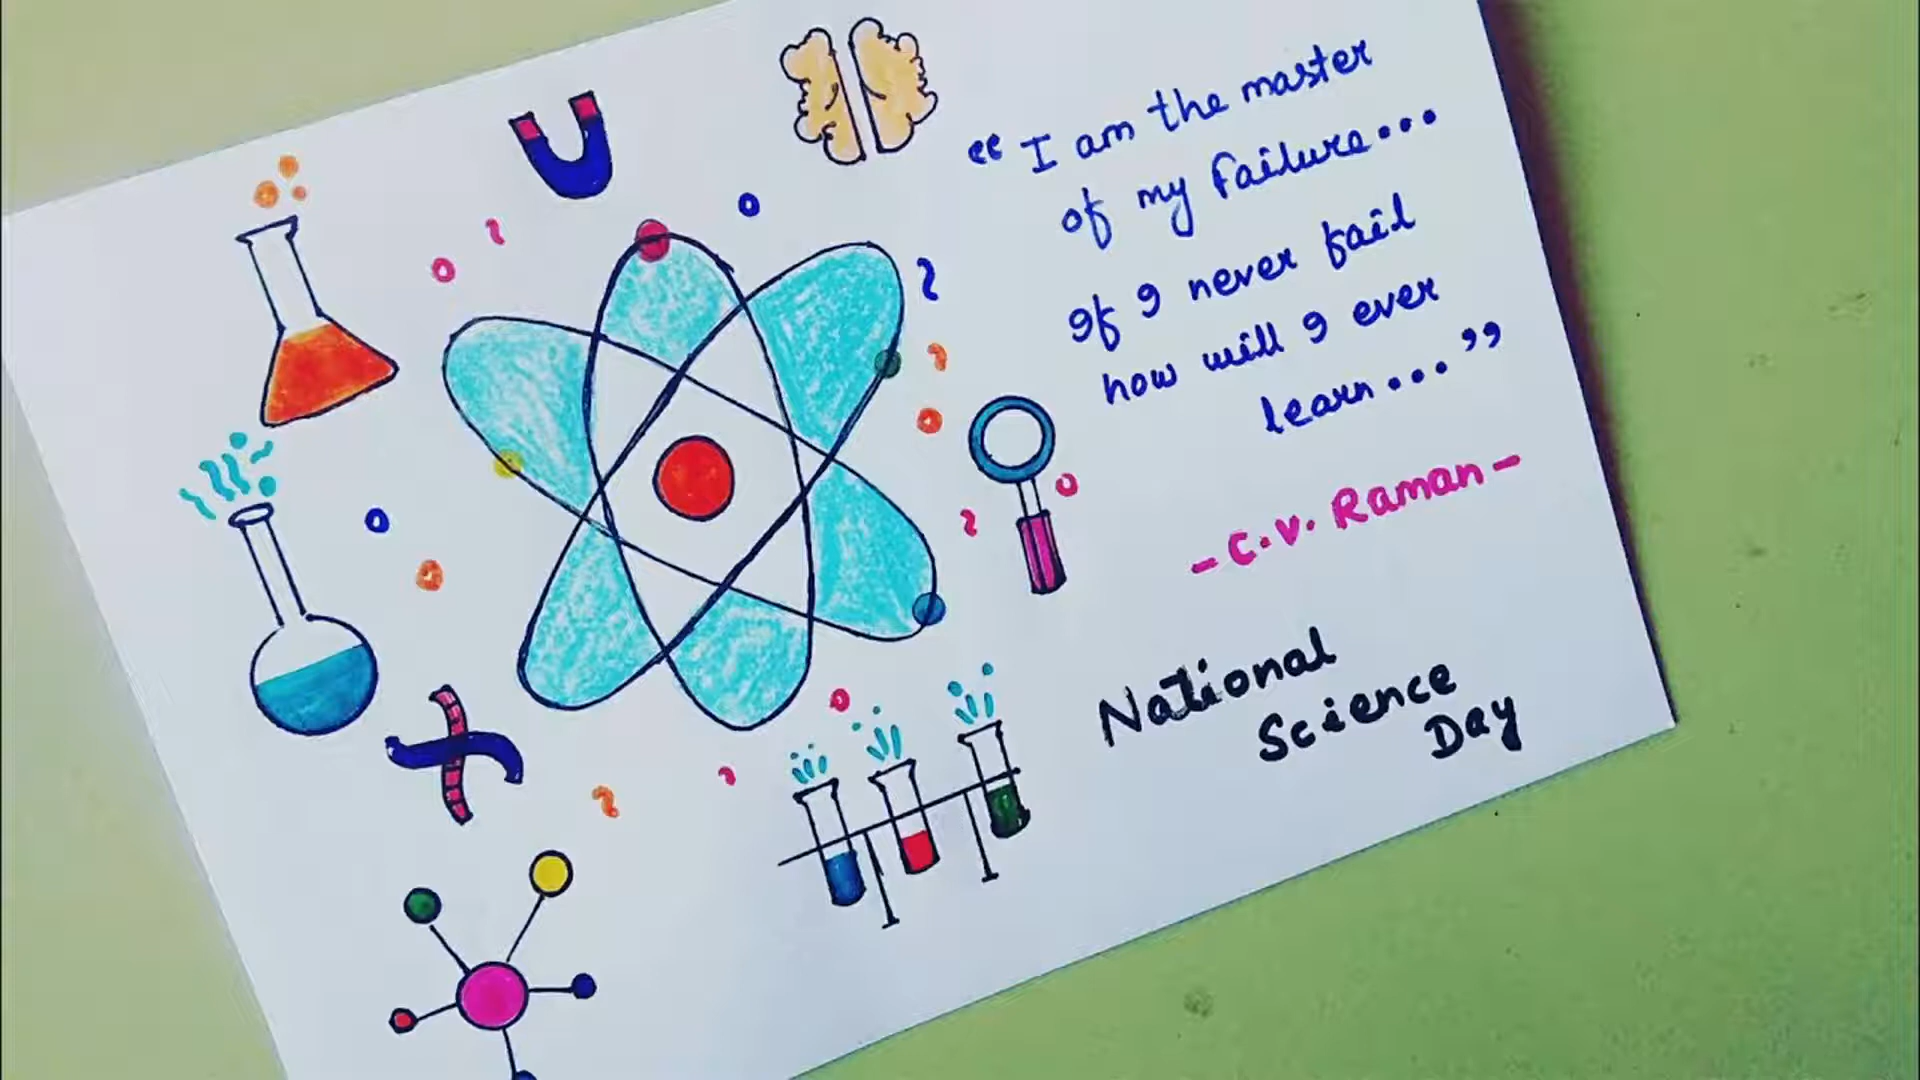 "I am the master
of my Failure...
If I never fail
how will I ever
learn..."
- C.V. Raman -
National
Science
Day